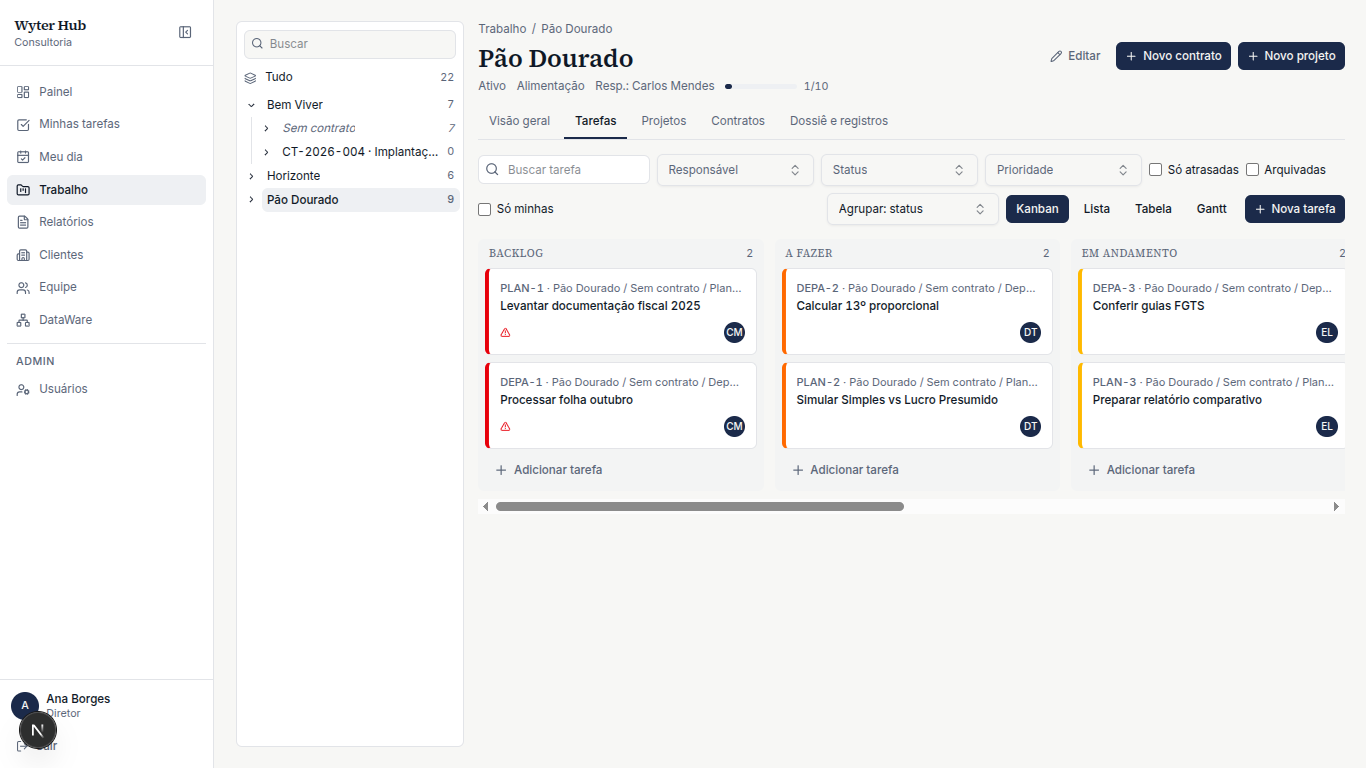 Wyter Hub
Consultoria
Painel
Minhas tarefas
Meu dia
Trabalho
Relatórios
Clientes
Equipe
DataWare
ADMIN
Usuários
A
Ana Borges
Diretor
N
Buscar
Tudo 22
Bem Viver 7
Sem contrato 7
CT-2026-004 · Implantaç... 0
Horizonte 6
Pão Dourado 9
Trabalho / Pão Dourado
Pão Dourado
Editar
Novo contrato
Novo projeto
Ativo Alimentação Resp.: Carlos Mendes 1/10
Visão geral Tarefas Projetos Contratos Dossiê e registros
Buscar tarefa Responsável Status Prioridade Só atrasadas Arquivadas
Só minhas Agrupar: status Kanban Lista Tabela Gantt Nova tarefa
BACKLOG 2
PLAN-1 · Pão Dourado / Sem contrato / Plan...
Levantar documentação fiscal 2025
CM
DEPA-1 · Pão Dourado / Sem contrato / Dep...
Processar folha outubro
CM
Adicionar tarefa
A FAZER 2
DEPA-2 · Pão Dourado / Sem contrato / Dep...
Calcular 13º proporcional
DT
PLAN-2 · Pão Dourado / Sem contrato / Plan...
Simular Simples vs Lucro Presumido
DT
Adicionar tarefa
EM ANDAMENTO 2
DEPA-3 · Pão Dourado / Sem contrato / Dep...
Conferir guias FGTS
EL
PLAN-3 · Pão Dourado / Sem contrato / Plan...
Preparar relatório comparativo
EL
Adicionar tarefa